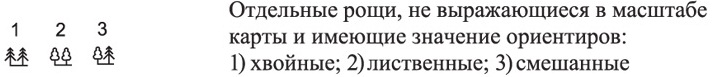 1 2 3
Отдельные рощи, не выражающиеся в масштабе
карты и имеющие значение ориентиров:
1) хвойные; 2) лиственные; 3) смешанные